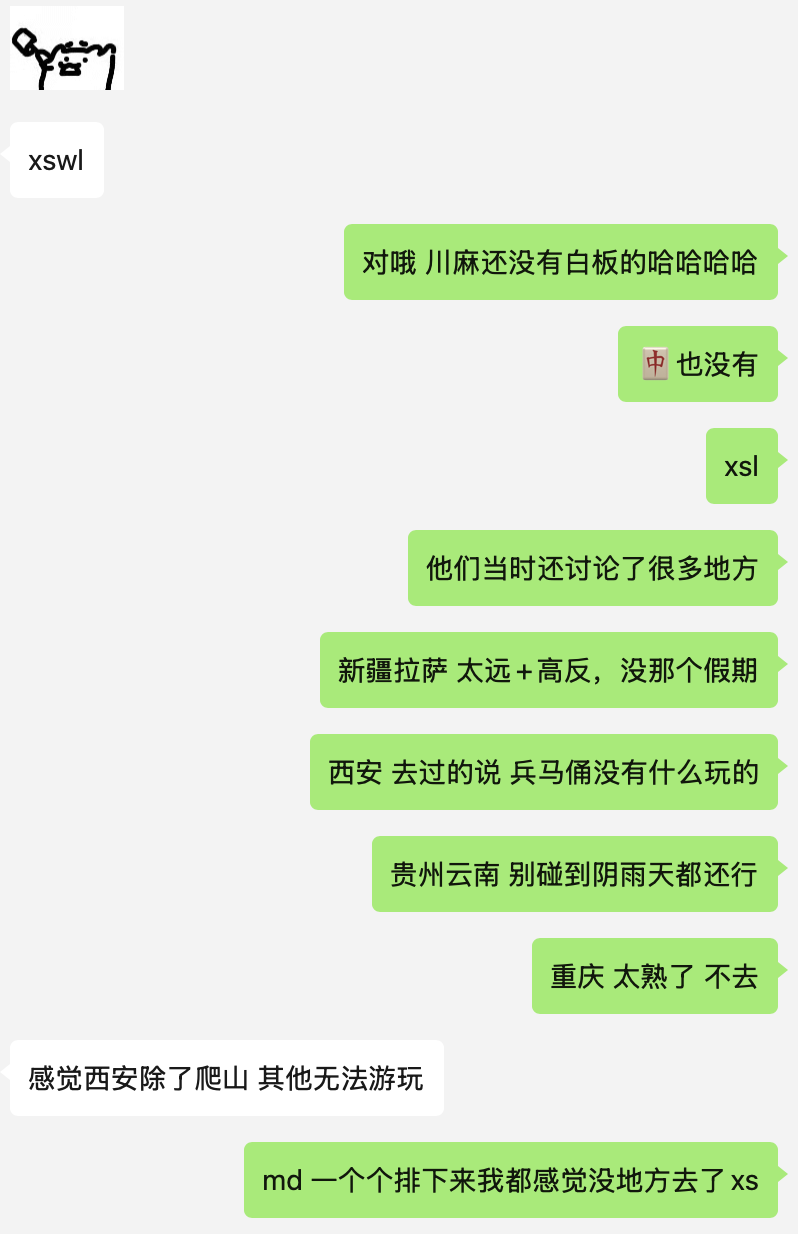 xswl
对哦 川麻还没有白板的哈哈哈哈
🀄也没有
xsl
他们当时还讨论了很多地方
新疆拉萨 太远+高反，没那个假期
西安 去过的说 兵马俑没有什么玩的
贵州云南 别碰到阴雨天都还行
重庆 太熟了 不去
感觉西安除了爬山 其他无法游玩
md 一个个排下来我都感觉没地方去了xs